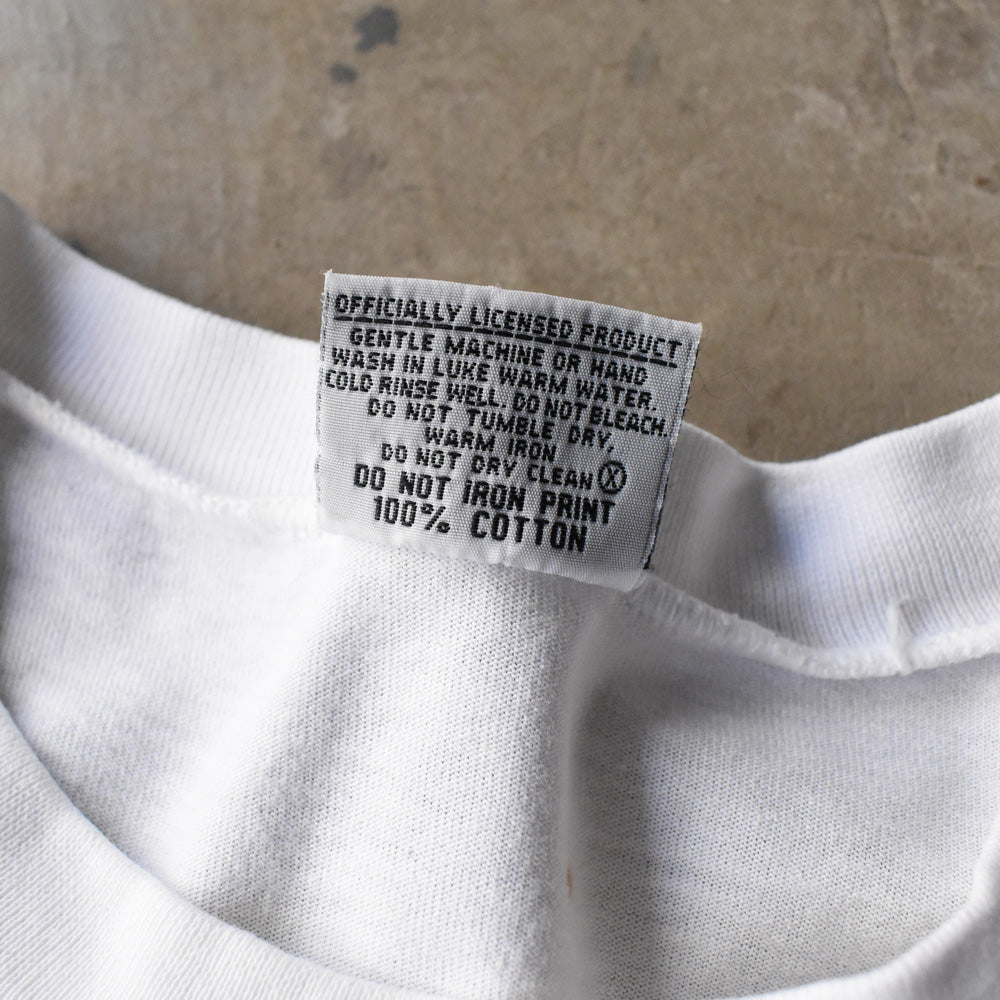 OFFICIALLY LICENSED PRODUCT
GENTLE MACHINE OR HAND
WASH IN LUKE WARM WATER.
COLD RINSE WELL. DO NOT BLEACH.
DO NOT TUMBLE DRY,
WARM IRON
DO NOT DRY CLEAN Ⓧ
DO NOT IRON PRINT
100% COTTON